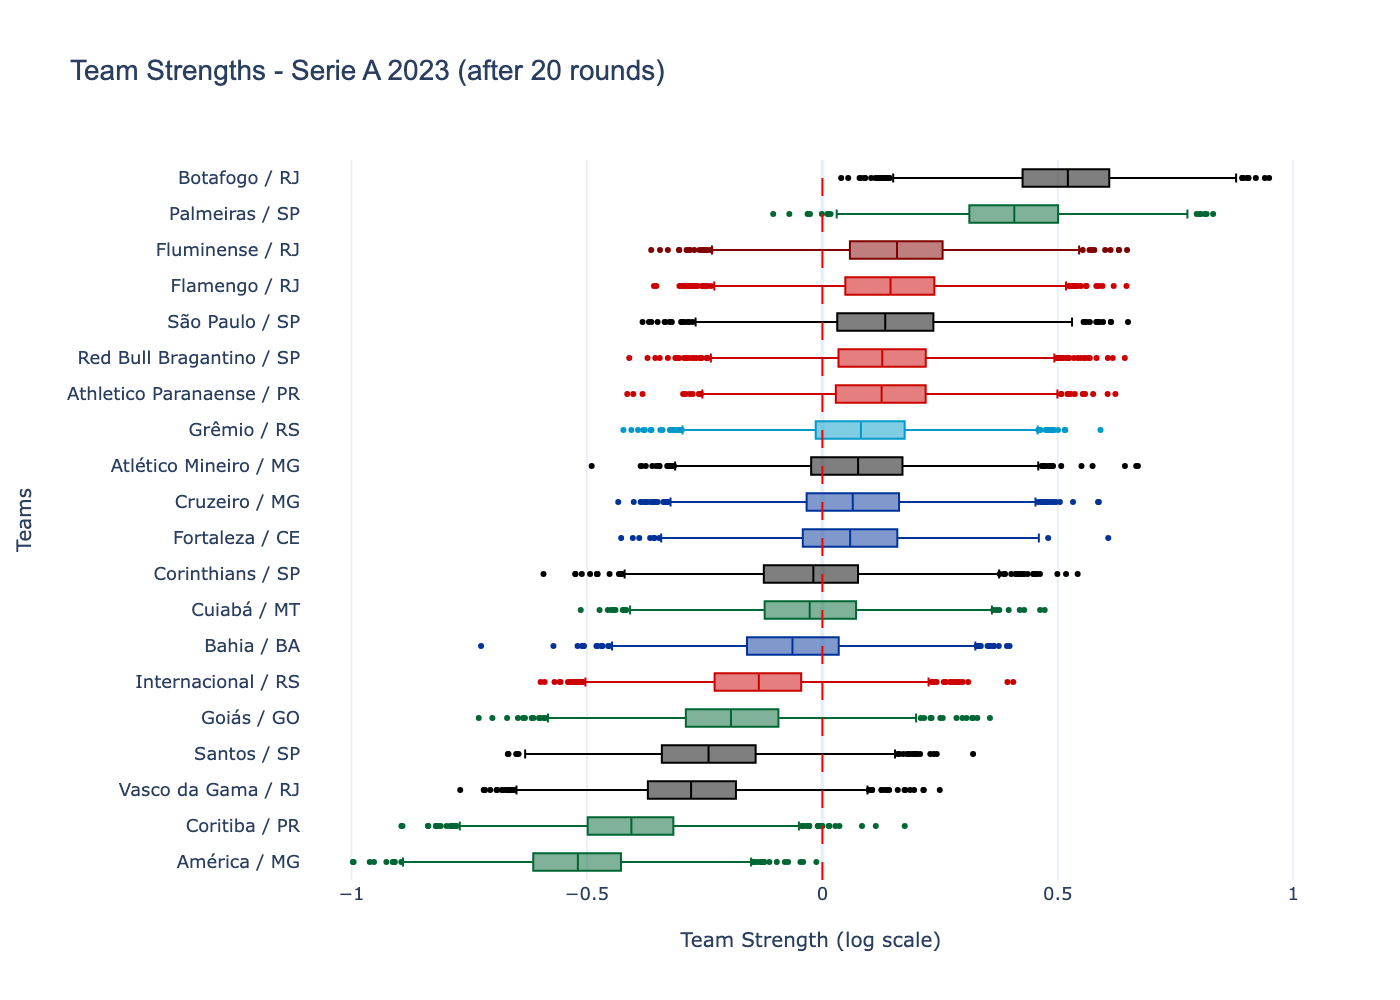 Team Strengths - Serie A 2023 (after 20 rounds)
Teams
Botafogo / RJ
Palmeiras / SP
Fluminense / RJ
Flamengo / RJ
São Paulo / SP
Red Bull Bragantino / SP
Athletico Paranaense / PR
Grêmio / RS
Atlético Mineiro / MG
Cruzeiro / MG
Fortaleza / CE
Corinthians / SP
Cuiabá / MT
Bahia / BA
Internacional / RS
Goiás / GO
Santos / SP
Vasco da Gama / RJ
Coritiba / PR
América / MG
−1 −0.5 0 0.5 1
Team Strength (log scale)